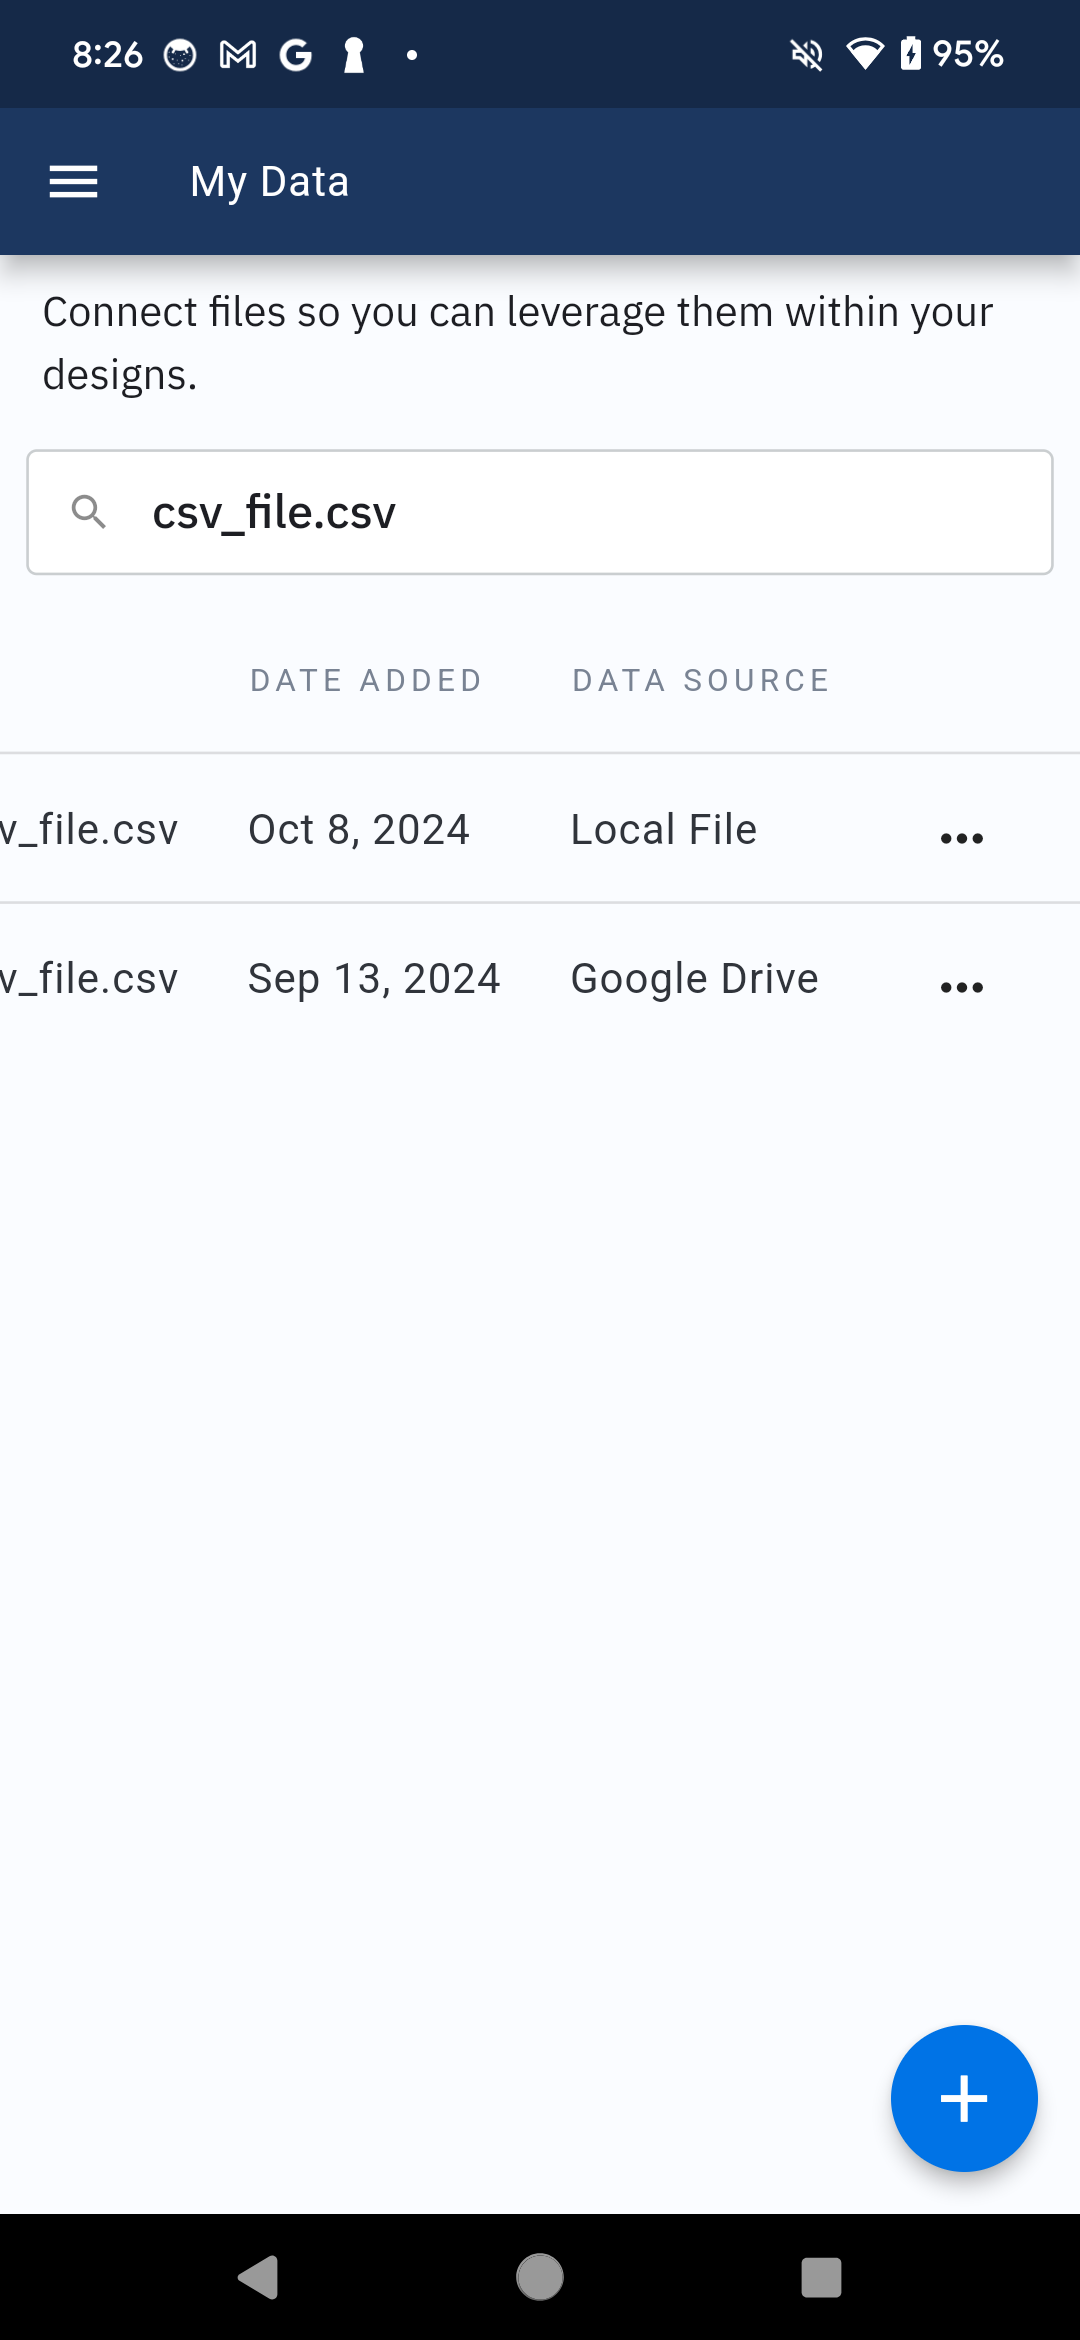 8:26
95%
My Data
Connect files so you can leverage them within your
designs.
csv_file.csv
DATE ADDED DATA SOURCE
v_file.csv Oct 8, 2024 Local File
v_file.csv Sep 13, 2024 Google Drive